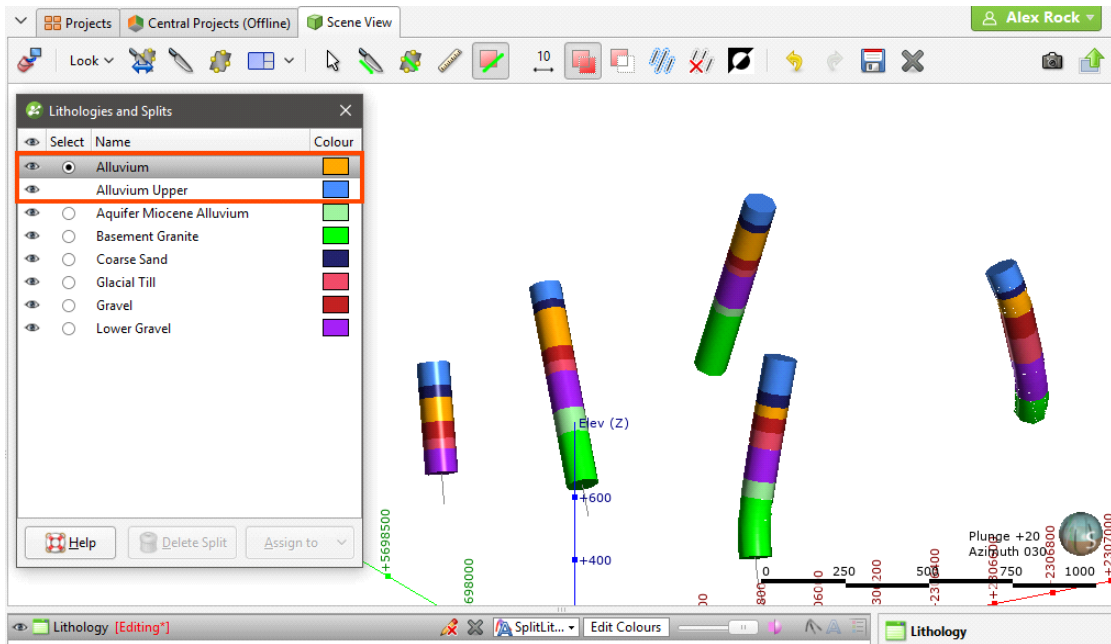 Projects Central Projects (Offline) Scene View Alex Rock
Look 10
Lithologies and Splits
Select Name Colour
Alluvium
Alluvium Upper
Aquifer Miocene Alluvium
Basement Granite
Coarse Sand
Glacial Till
Gravel
Lower Gravel
Help Delete Split Assign to
Elev (Z)
+600
+400
+5698500
698000
Plunge +20
Azimuth 030
0 250 500 750 1000
-2306800
+2307000
Lithology [Editing*] SplitLit... Edit Colours
Lithology